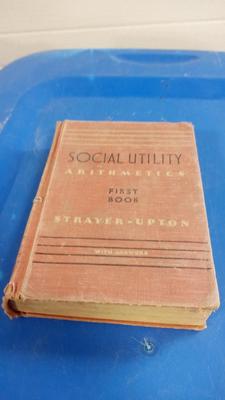 SOCIAL UTILITY
ARITHMETICS
FIRST
BOOK
STRAYER-UPTON
WITH ANSWERS